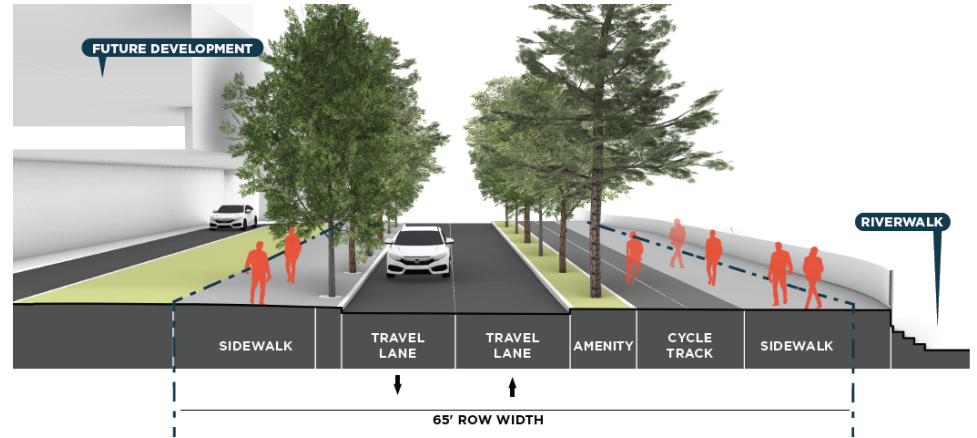 FUTURE DEVELOPMENT
RIVERWALK
SIDEWALK
TRAVEL
LANE
TRAVEL
LANE
AMENITY
CYCLE
TRACK
SIDEWALK
65' ROW WIDTH